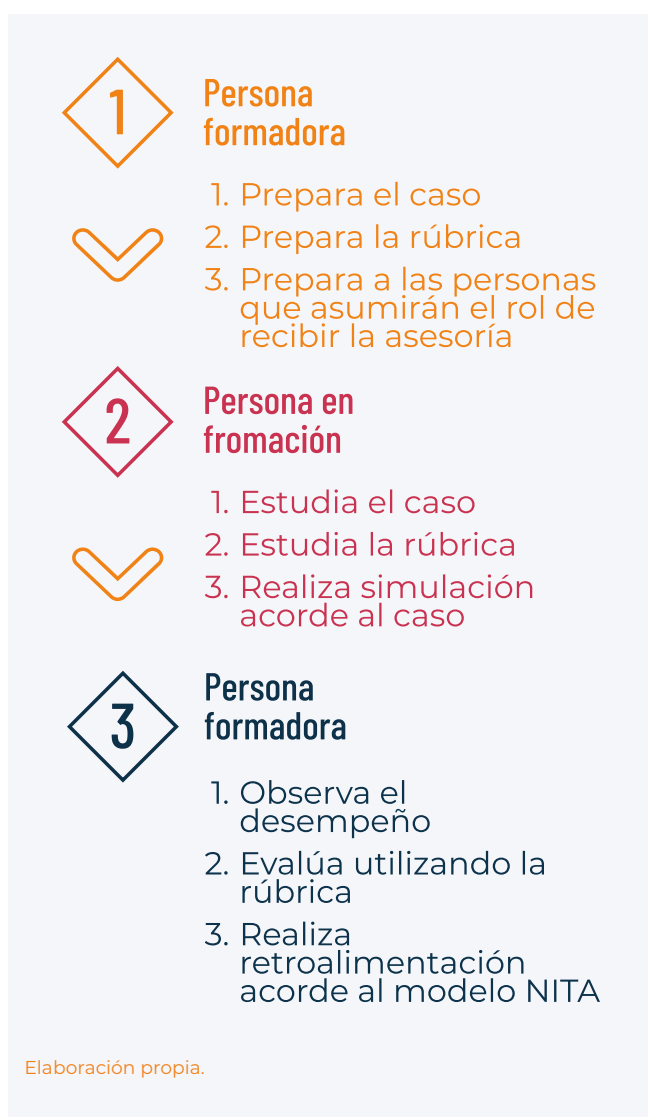 1
Persona
formadora
1. Prepara el caso
2. Prepara la rúbrica
3. Prepara a las personas
que asumirán el rol de
recibir la asesoría
2
Persona en
fromación
1. Estudia el caso
2. Estudia la rúbrica
3. Realiza simulación
acorde al caso
3
Persona
formadora
1. Observa el
desempeño
2. Evalúa utilizando la
rúbrica
3. Realiza
retroalimentación
acorde al modelo NITA
Elaboración propia.